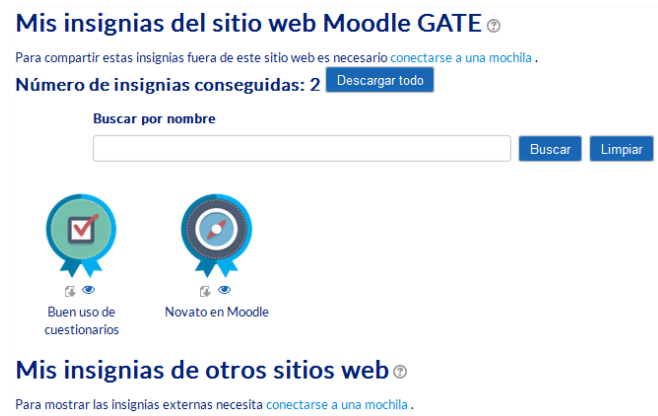 Mis insignias del sitio web Moodle GATE ?
Para compartir estas insignias fuera de este sitio web es necesario conectarse a una mochila .
Número de insignias conseguidas: 2 Descargar todo
Buscar por nombre
Buscar Limpiar
Buen uso de
cuestionarios
Novato en Moodle
Mis insignias de otros sitios web ?
Para mostrar las insignias externas necesita conectarse a una mochila .